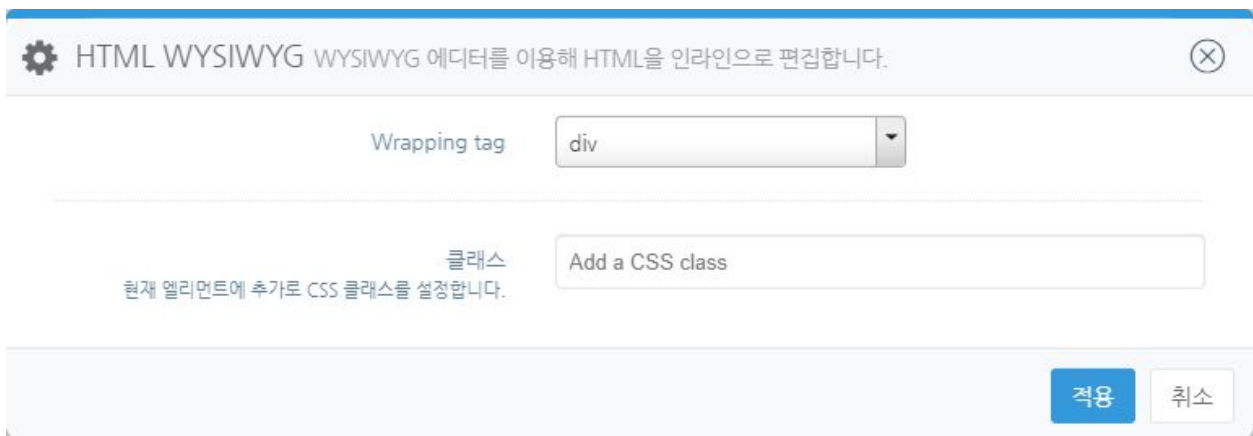 HTML WYSIWYG WYSIWYG 에디터를 이용해 HTML을 인라인으로 편집합니다.
Wrapping tag
div
클래스
Add a CSS class
현재 엘리먼트에 추가로 CSS 클래스를 설정합니다.
적용
취소